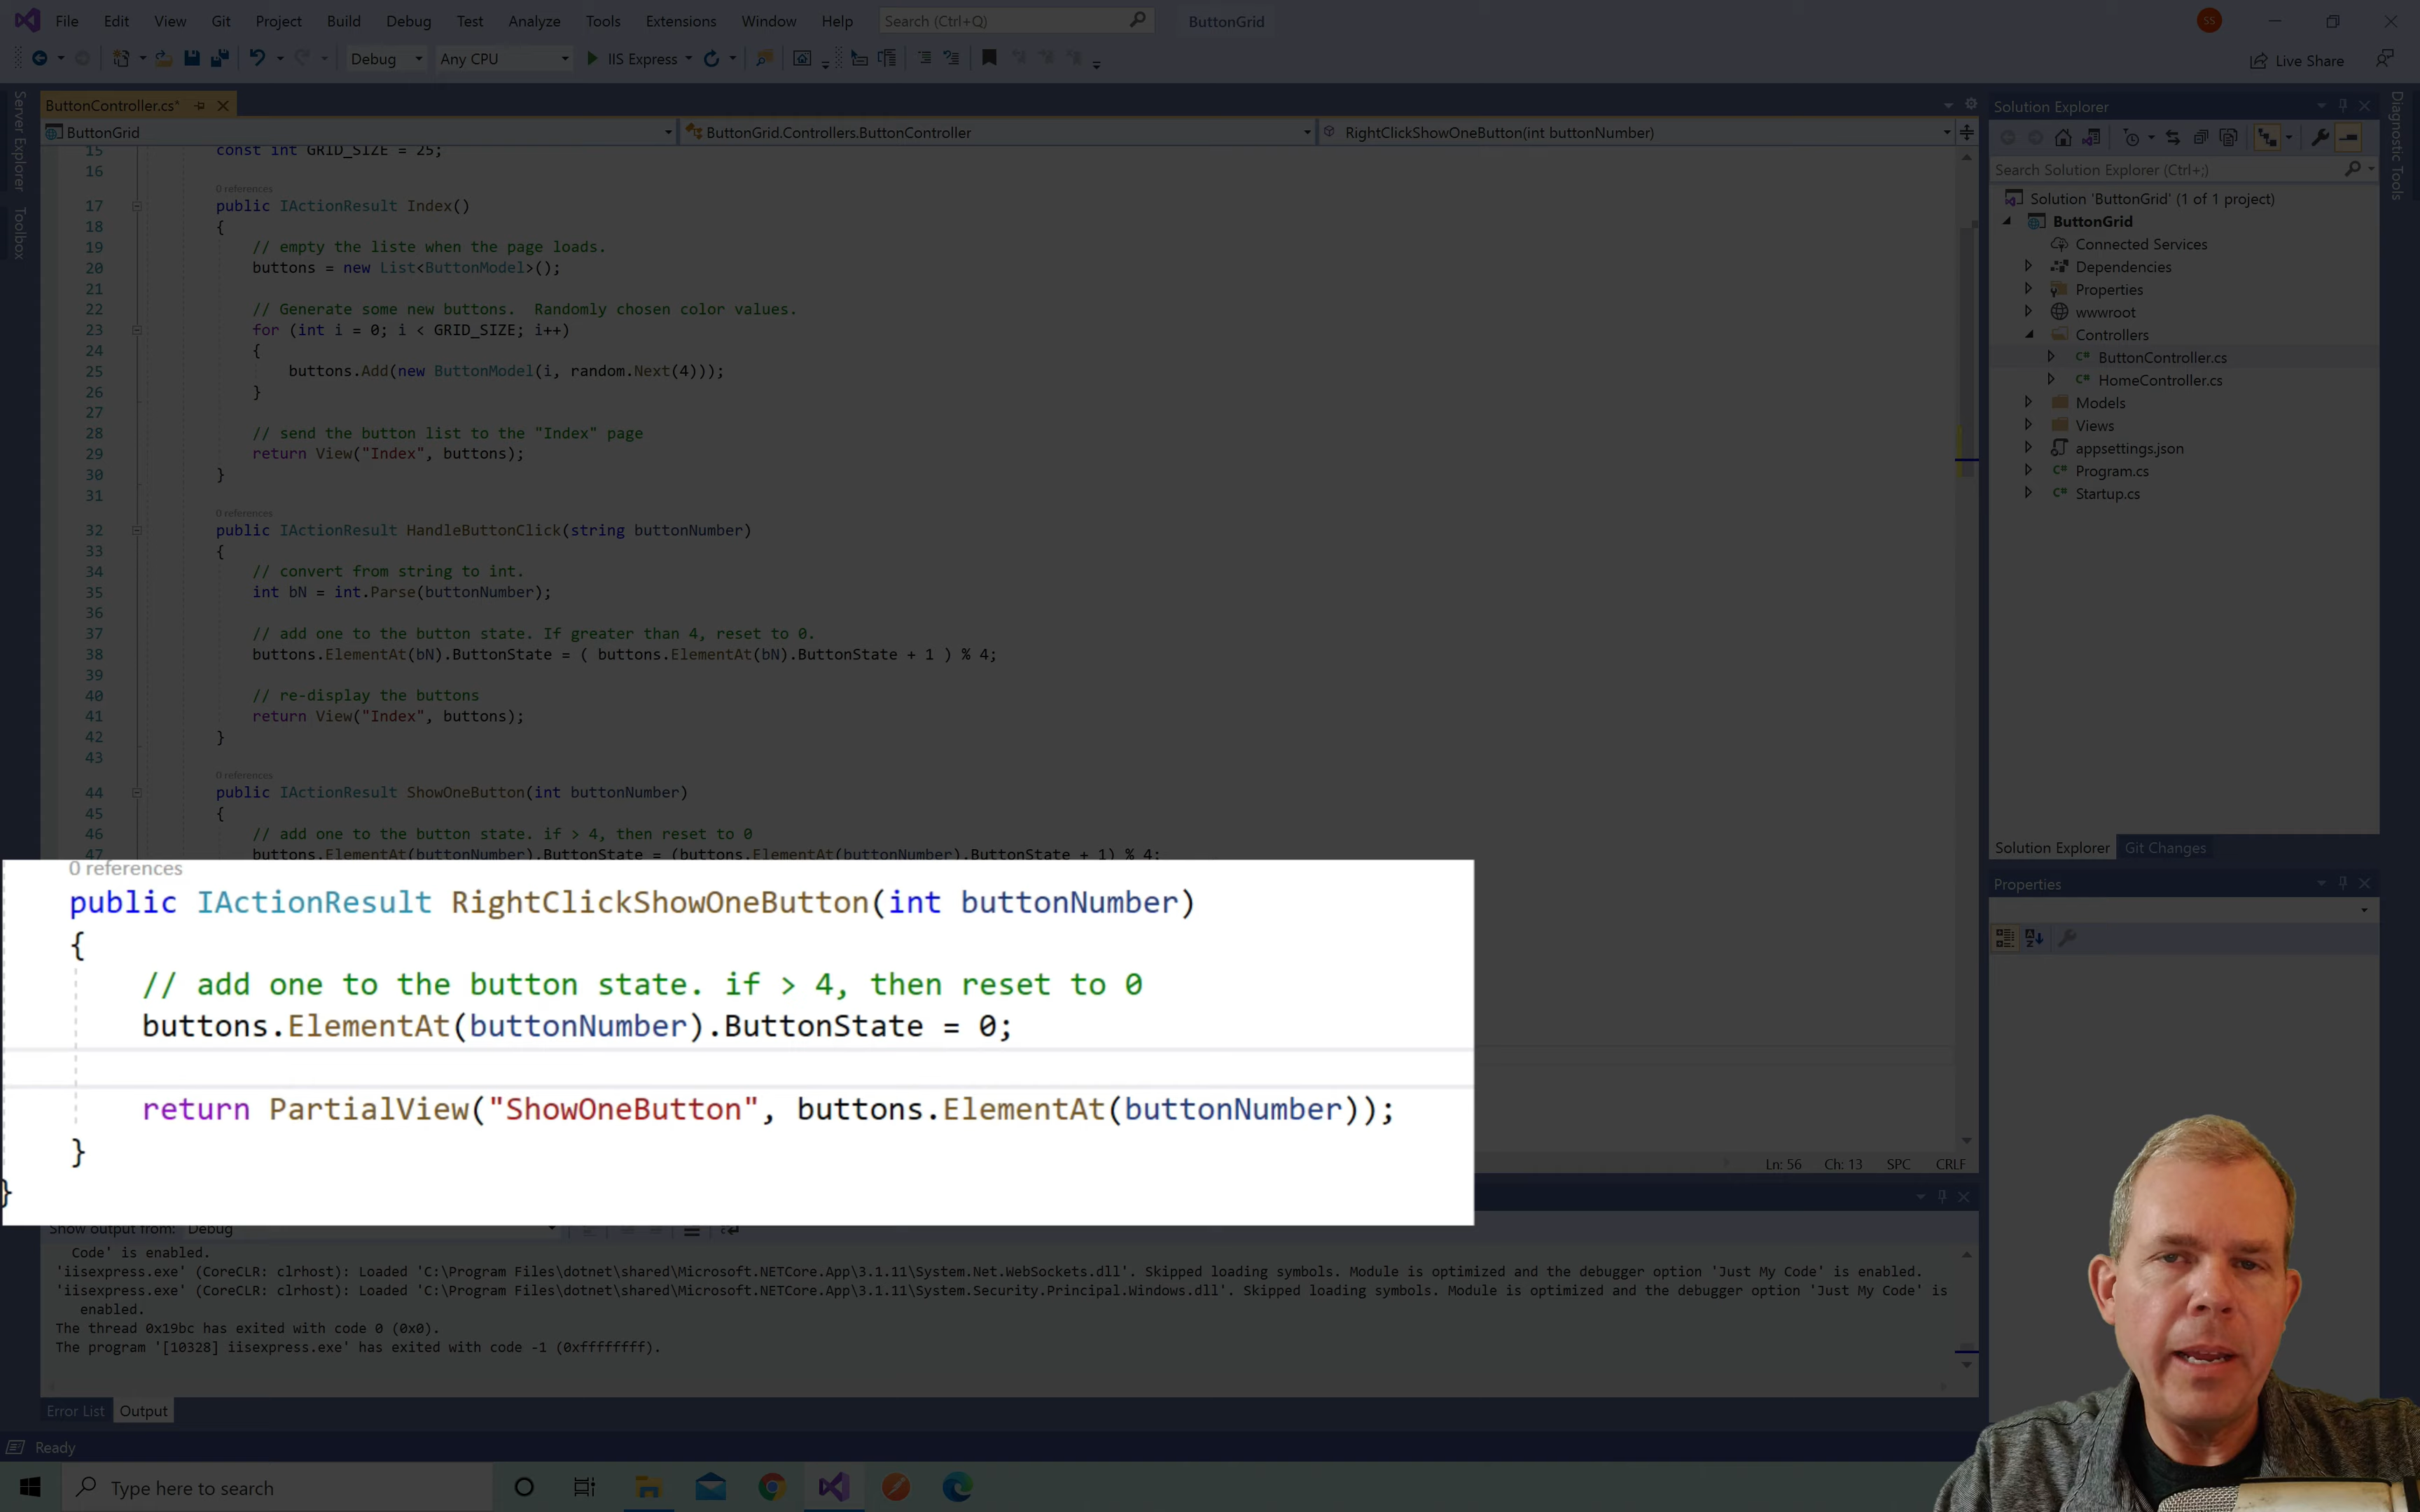 File Edit View Git Project Build Debug Test Analyze Tools Extensions Window Help Search (Ctrl+Q) ButtonGrid SS
Debug Any CPU IIS Express Live Share
Server Explorer
Toolbox
ButtonController.cs*
ButtonGrid ButtonGrid.Controllers.ButtonController RightClickShowOneButton(int buttonNumber)
15 const int GRID_SIZE = 25;
16
0 references
17 public IActionResult Index()
18 {
19 // empty the liste when the page loads.
20 buttons = new List<ButtonModel>();
21
22 // Generate some new buttons.  Randomly chosen color values.
23 for (int i = 0; i < GRID_SIZE; i++)
24 {
25 buttons.Add(new ButtonModel(i, random.Next(4)));
26 }
27
28 // send the button list to the "Index" page
29 return View("Index", buttons);
30 }
31
0 references
32 public IActionResult HandleButtonClick(string buttonNumber)
33 {
34 // convert from string to int.
35 int bN = int.Parse(buttonNumber);
36
37 // add one to the button state. If greater than 4, reset to 0.
38 buttons.ElementAt(bN).ButtonState = ( buttons.ElementAt(bN).ButtonState + 1 ) % 4;
39
40 // re-display the buttons
41 return View("Index", buttons);
42 }
43
0 references
44 public IActionResult ShowOneButton(int buttonNumber)
45 {
46 // add one to the button state. if > 4, then reset to 0
47 buttons.ElementAt(buttonNumber).ButtonState = (buttons.ElementAt(buttonNumber).ButtonState + 1) % 4;
0 references
public IActionResult RightClickShowOneButton(int buttonNumber)
{
// add one to the button state. if > 4, then reset to 0
buttons.ElementAt(buttonNumber).ButtonState = 0;
return PartialView("ShowOneButton", buttons.ElementAt(buttonNumber));
}
}
Ln: 56 Ch: 13 SPC CRLF
Show output from: Debug
Code' is enabled.
'iisexpress.exe' (CoreCLR: clrhost): Loaded 'C:\Program Files\dotnet\shared\Microsoft.NETCore.App\3.1.11\System.Net.WebSockets.dll'. Skipped loading symbols. Module is optimized and the debugger option 'Just My Code' is enabled.
'iisexpress.exe' (CoreCLR: clrhost): Loaded 'C:\Program Files\dotnet\shared\Microsoft.NETCore.App\3.1.11\System.Security.Principal.Windows.dll'. Skipped loading symbols. Module is optimized and the debugger option 'Just My Code' is
enabled.
The thread 0x19bc has exited with code 0 (0x0).
The program '[10328] iisexpress.exe' has exited with code -1 (0xffffffff).
Error List Output
Ready
Type here to search
Solution Explorer
Search Solution Explorer (Ctrl+;)
Solution 'ButtonGrid' (1 of 1 project)
ButtonGrid
Connected Services
Dependencies
Properties
wwwroot
Controllers
C# ButtonController.cs
C# HomeController.cs
Models
Views
appsettings.json
C# Program.cs
C# Startup.cs
Solution Explorer Git Changes
Properties
Diagnostic Tools